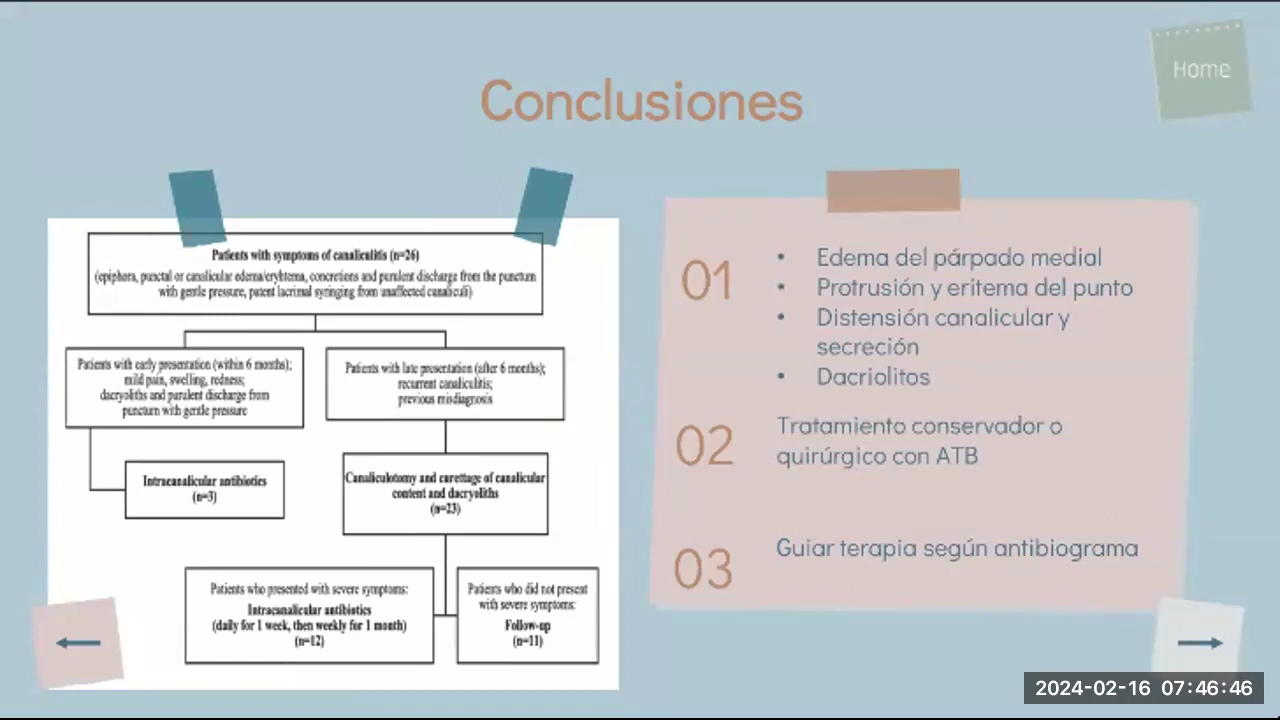 Home
Conclusiones
Patients with symptoms of canaliculitis (n=26)
(epiphora, punctal or canalicular edema/eryhtema, concretions and purulent discharge from the punctum
with gentle pressure, patent lacrimal syringing from unaffected canaliculi)
Patients with early presentation (within 6 months);
mild pain, swelling, redness;
dacryoliths and purulent discharge from
punctum with gentle pressure
Patients with late presentation (after 6 months);
recurrent canaliculitis;
previous misdiagnosis
Intracanalicular antibiotics
(n=3)
Canaliculotomy and curettage of canalicular
content and dacryoliths
(n=23)
Patients who presented with severe symptoms:
Intracanalicular antibiotics
(daily for 1 week, then weekly for 1 month)
(n=12)
Patients who did not present
with severe symptoms:
Follow-up
(n=11)
01
• Edema del párpado medial
• Protrusión y eritema del punto
• Distensión canalicular y
secreción
• Dacriolitos
02
Tratamiento conservador o
quirúrgico con ATB
03
Guiar terapia según antibiograma
2024-02-16 07:46:46